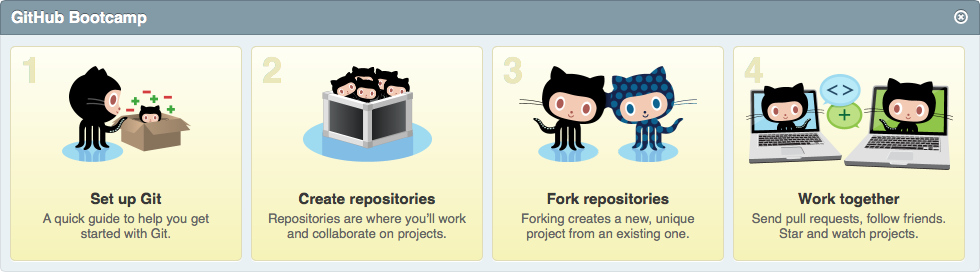 GitHub Bootcamp
1
2
3
4
<>
+
Set up Git
A quick guide to help you get
started with Git.
Create repositories
Repositories are where you'll work
and collaborate on projects.
Fork repositories
Forking creates a new, unique
project from an existing one.
Work together
Send pull requests, follow friends.
Star and watch projects.